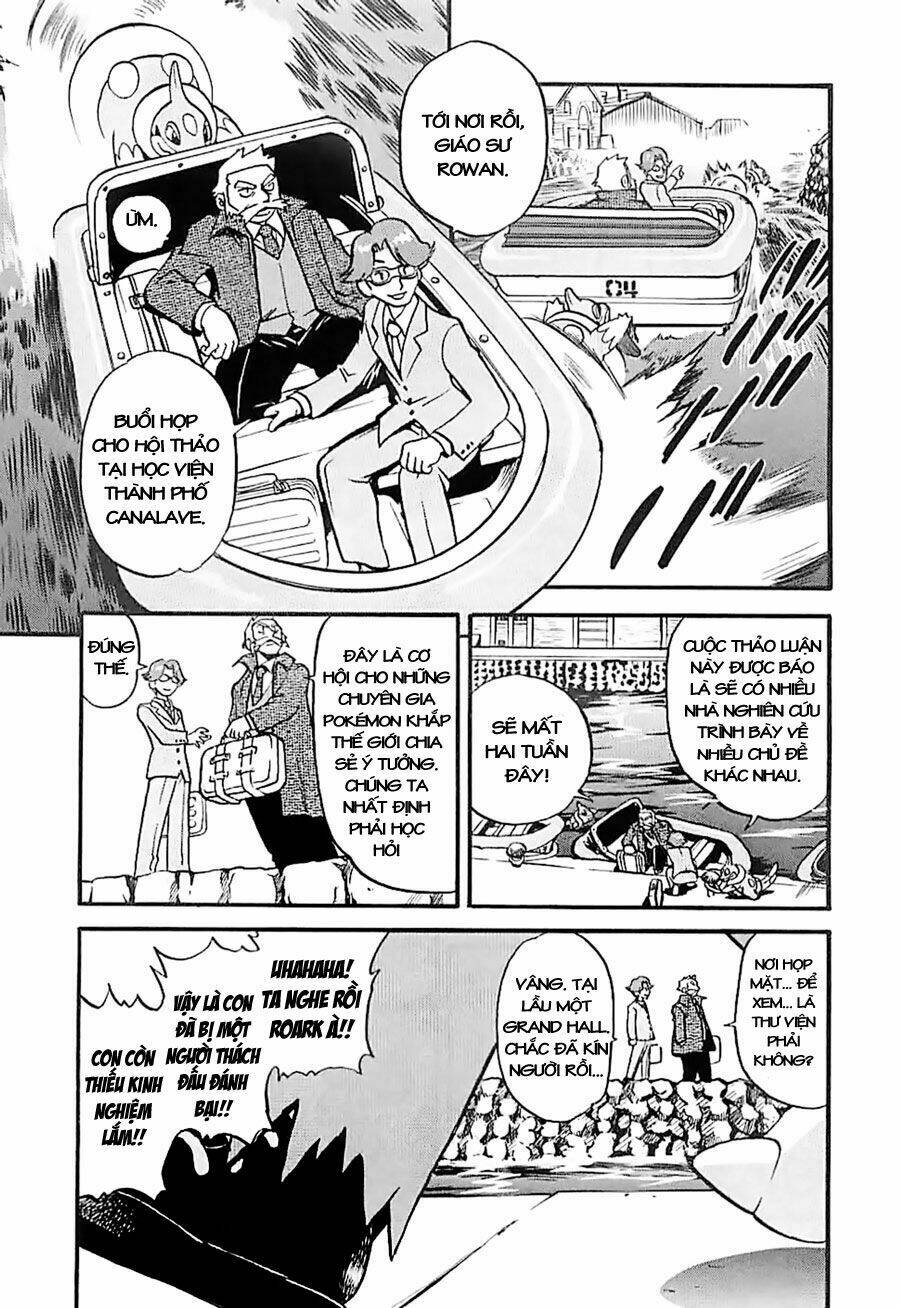 TỚI NƠI RỒI,
GIÁO SƯ
ROWAN.
ỪM.
04
BUỔI HỌP
CHO HỘI THẢO
TẠI HỌC VIỆN
THÀNH PHỐ
CANALAVE.
CUỘC THẢO LUẬN
NÀY ĐƯỢC BÁO
LÀ SẼ CÓ NHIỀU
NHÀ NGHIÊN CỨU
TRÌNH BÀY VỀ
NHIỀU CHỦ ĐỀ
KHÁC NHAU.
SẼ MẤT
HAI TUẦN
ĐÂY!
ĐÂY LÀ CƠ
HỘI CHO NHỮNG
CHUYÊN GIA
POKÉMON KHẮP
THẾ GIỚI CHIA
SẺ Ý TƯỞNG.
CHÚNG TA
NHẤT ĐỊNH
PHẢI HỌC
HỎI
ĐÚNG
THẾ.
NƠI HỌP
MẶT... ĐỂ
XEM... LÀ
THƯ VIỆN
PHẢI
KHÔNG?
VÂNG. TẠI
LẦU MỘT
GRAND HALL.
CHẮC ĐÃ KÍN
NGƯỜI RỒI...
UHAHAHA!
TA NGHE RỒI
ROARK À!!
VẬY LÀ CON
ĐÃ BỊ MỘT
NGƯỜI THÁCH
ĐẤU ĐÁNH
BẠI!!
CON CÒN
THIẾU KINH
NGHIỆM
LẮM!!